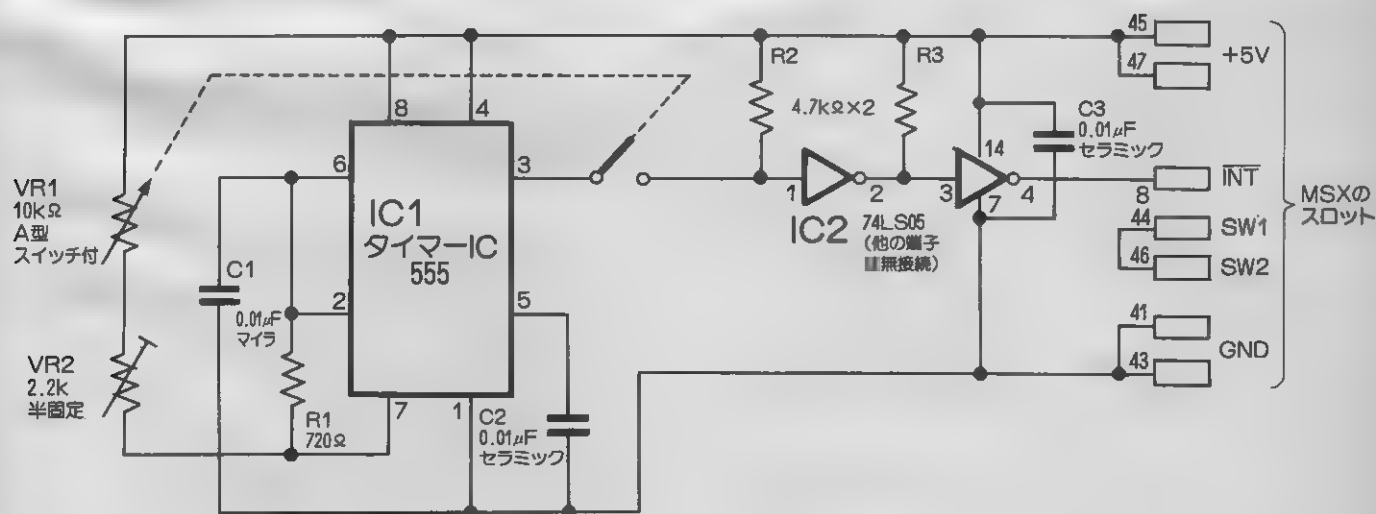 VR1
10kΩ
A型
スイッチ付
VR2
2.2k
半固定
C1
0.01μF
マイラ
R1
720Ω
6
2
8
4
3
5
7
1
IC1
タイマーIC
555
C2
0.01μF
セラミック
R2
R3
4.7kΩ×2
1
2
IC2
74LS05
(他の端子
無接続)
3
4
14
7
C3
0.01μF
セラミック
45
47
+5V
8
INT
44
SW1
46
SW2
41
43
GND
MSXの
スロット